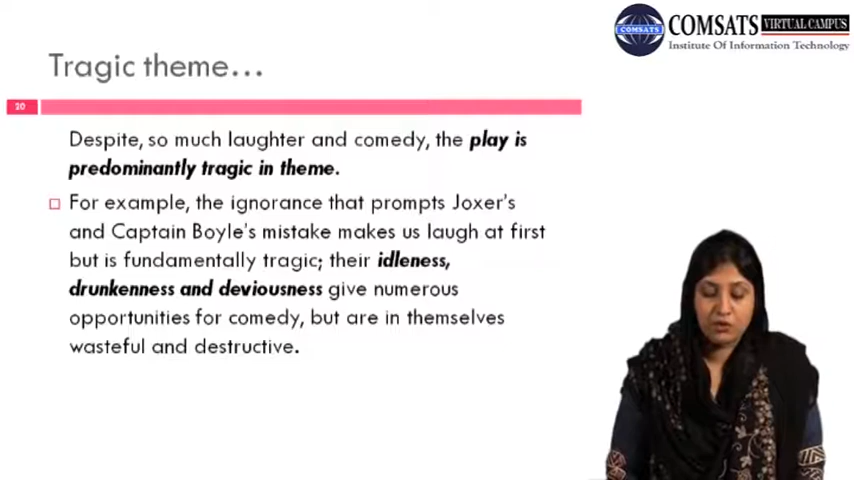 COMSATS VIRTUAL CAMPUS
COMSATS
Institute Of Information Technology
Tragic theme...
20
Despite, so much laughter and comedy, the play is
predominantly tragic in theme.
For example, the ignorance that prompts Joxer's
and Captain Boyle's mistake makes us laugh at first
but is fundamentally tragic; their idleness,
drunkenness and deviousness give numerous
opportunities for comedy, but are in themselves
wasteful and destructive.